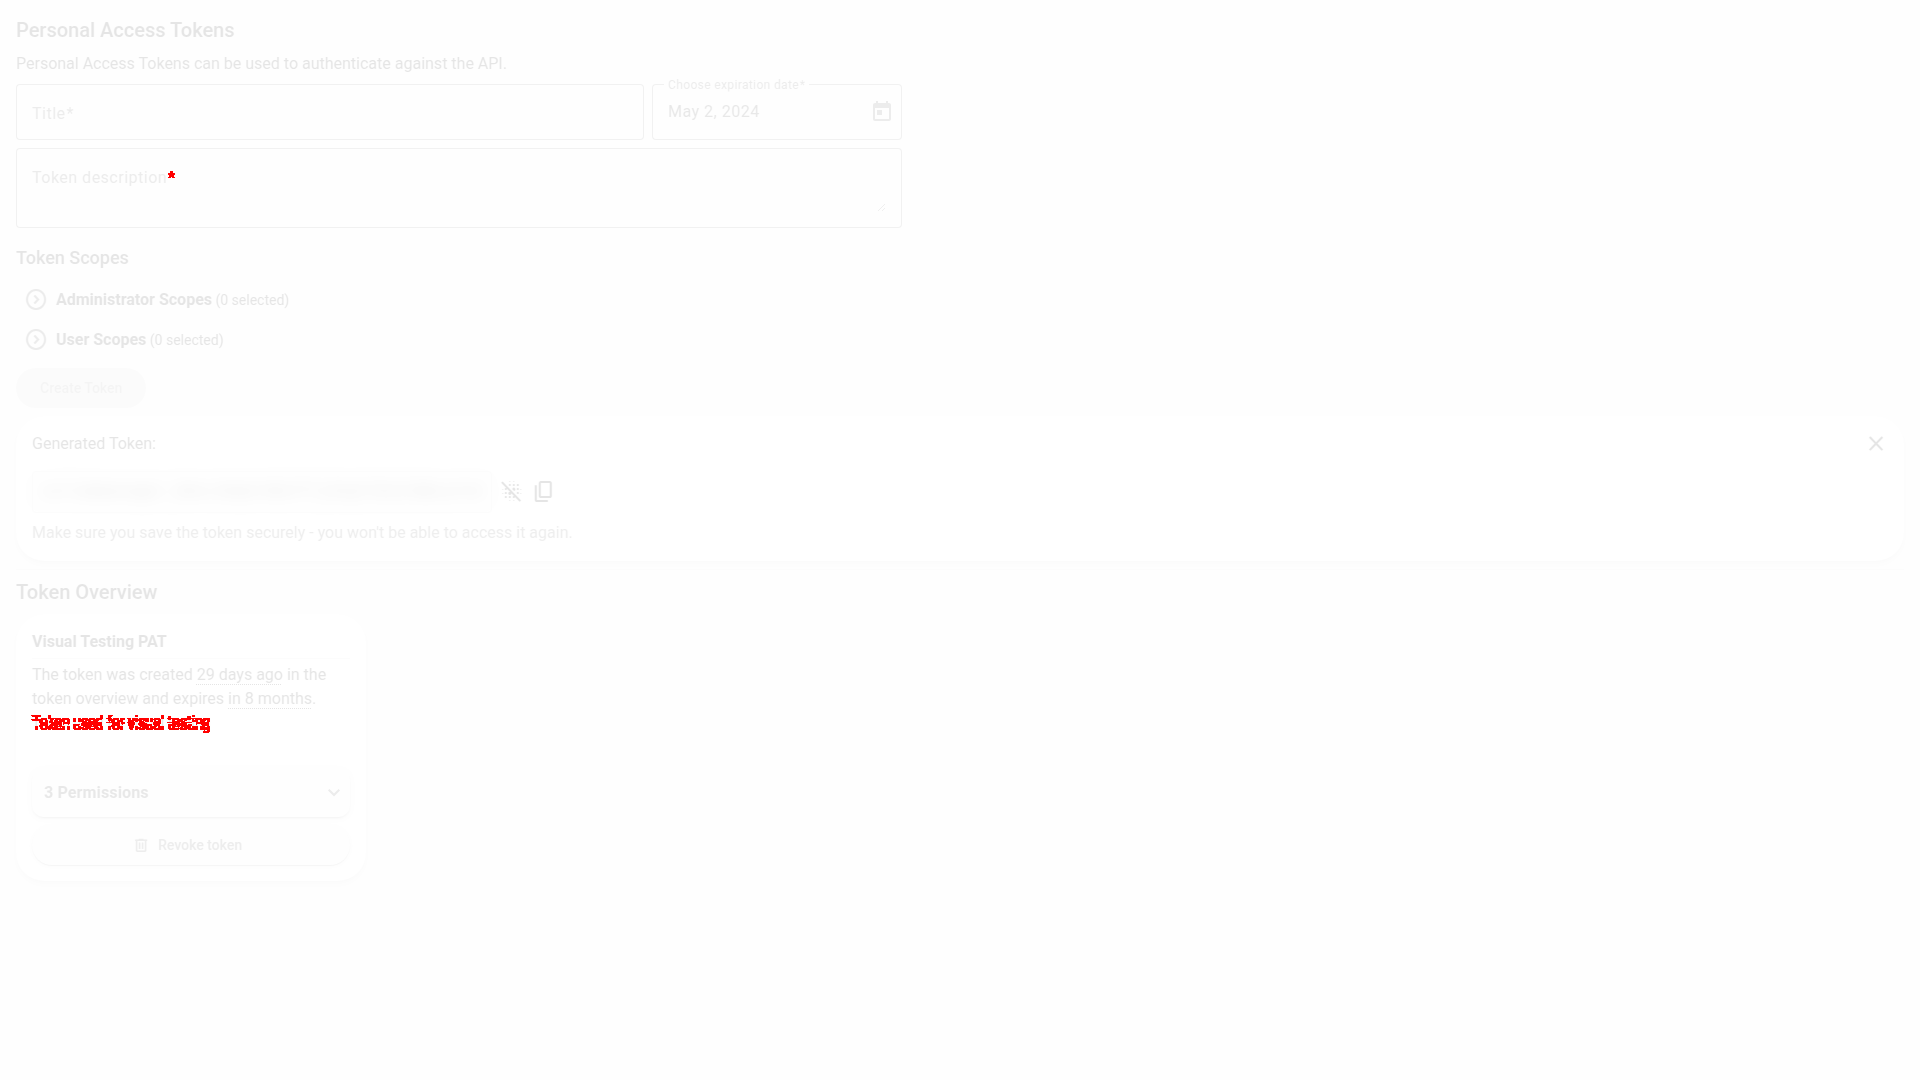 Personal Access Tokens
Personal Access Tokens can be used to authenticate against the API.
Choose expiration date*
Title*
May 2, 2024
Token description*
Token Scopes
Administrator Scopes (0 selected)
User Scopes (0 selected)
Create Token
Generated Token:
Make sure you save the token securely - you won't be able to access it again.
Token Overview
Visual Testing PAT
The token was created 29 days ago in the
token overview and expires in 8 months.
Token used for visual testing
3 Permissions
Revoke token